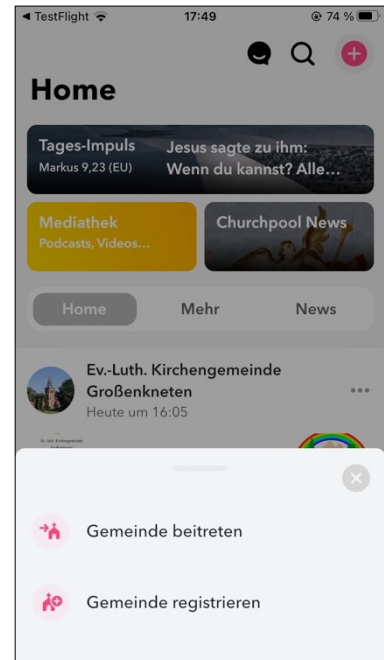 ◀ TestFlight
17:49
74 %
Home
Tages-Impuls
Markus 9,23 (EU)
Jesus sagte zu ihm:
Wenn du kannst? Alle…
Mediathek
Podcasts, Videos...
Churchpool News
Home
Mehr
News
Ev.-Luth. Kirchengemeinde
Großenkneten
Heute um 16:05
Gemeinde beitreten
Gemeinde registrieren